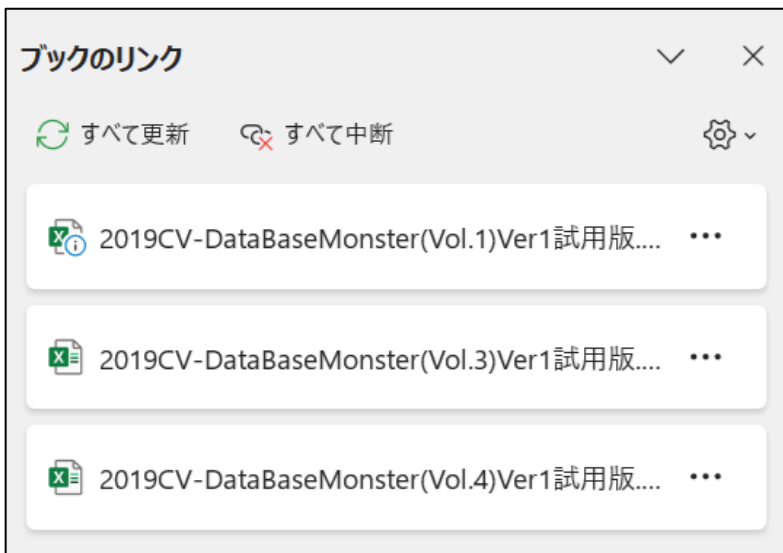 ブックのリンク
すべて更新 すべて中断
2019CV-DataBaseMonster(Vol.1)Ver1試用版....
2019CV-DataBaseMonster(Vol.3)Ver1試用版....
2019CV-DataBaseMonster(Vol.4)Ver1試用版....